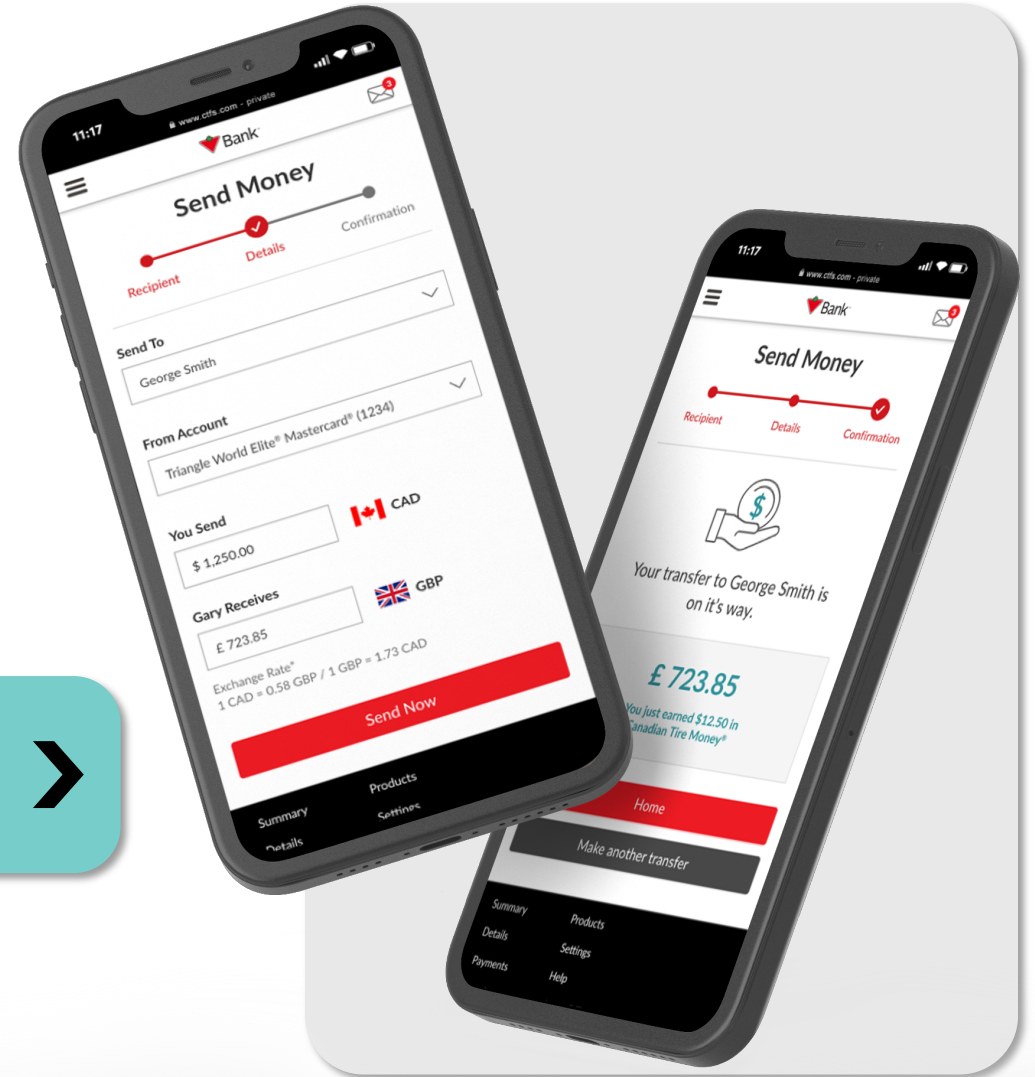 11:17
www.ctfs.com - private
3
Bank
Send Money
Recipient
Details
Confirmation
Send To
George Smith
From Account
Triangle World Elite® Mastercard® (1234)
You Send
$ 1,250.00
CAD
Gary Receives
£ 723.85
GBP
Exchange Rate*
1 CAD = 0.58 GBP / 1 GBP = 1.73 CAD
Send Now
Summary
Products
Details
Settings
11:17
www.ctfs.com - private
3
Bank
Send Money
Recipient
Details
Confirmation
$
Your transfer to George Smith is
on it's way.
£ 723.85
You just earned $12.50 in
Canadian Tire Money®
Home
Make another transfer
Summary
Products
Details
Settings
Payments
Help